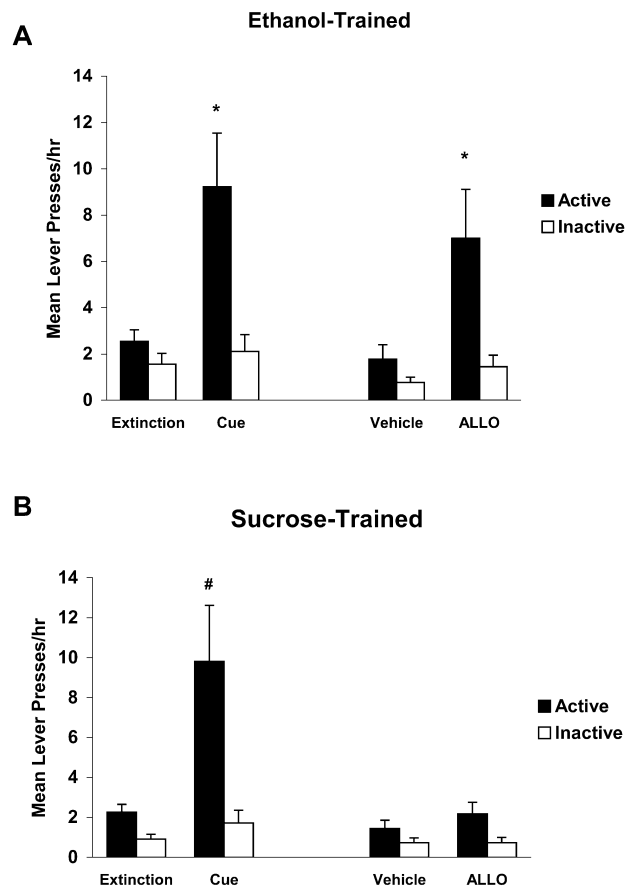 Ethanol-Trained
A
Mean Lever Presses/hr
14
12
10
8
6
4
2
0
*
*
Active
Inactive
Extinction Cue Vehicle ALLO
B
Sucrose-Trained
Mean Lever Presses/hr
14
12
10
8
6
4
2
0
#
Active
Inactive
Extinction Cue Vehicle ALLO